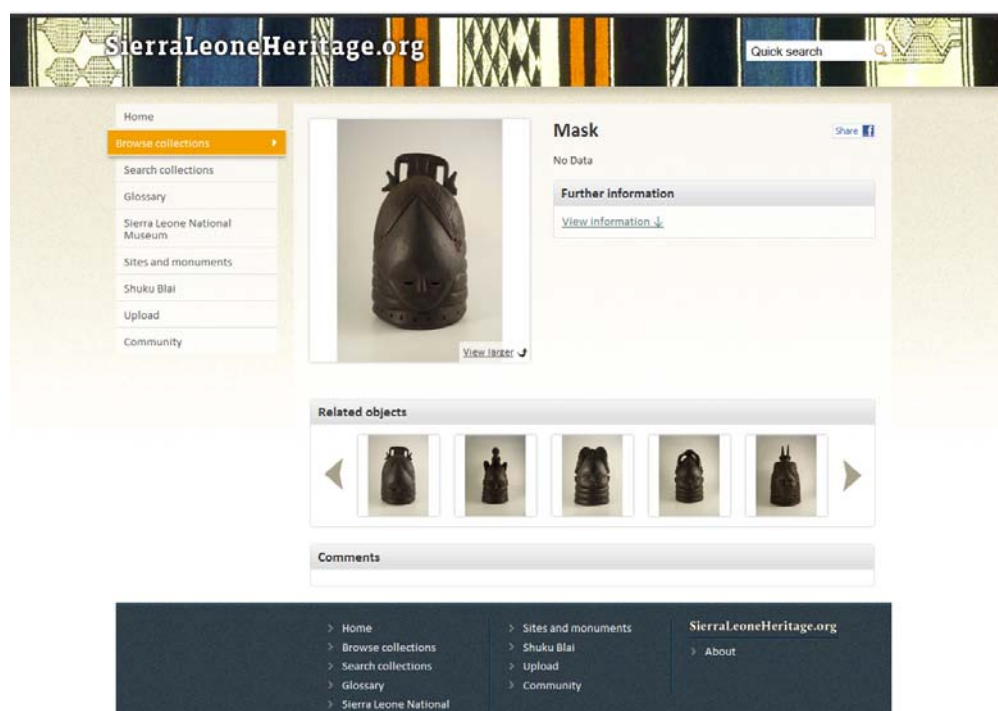 SierraLeoneHeritage.org
Quick search
Home
Browse collections
Search collections
Glossary
Sierra Leone National
Museum
Sites and monuments
Shuku Blai
Upload
Community
View larger
Mask
Share
No Data
Further information
View information
Related objects
Comments
Home
Browse collections
Search collections
Glossary
Sierra Leone National
Sites and monuments
Shuku Blai
Upload
Community
SierraLeoneHeritage.org
About